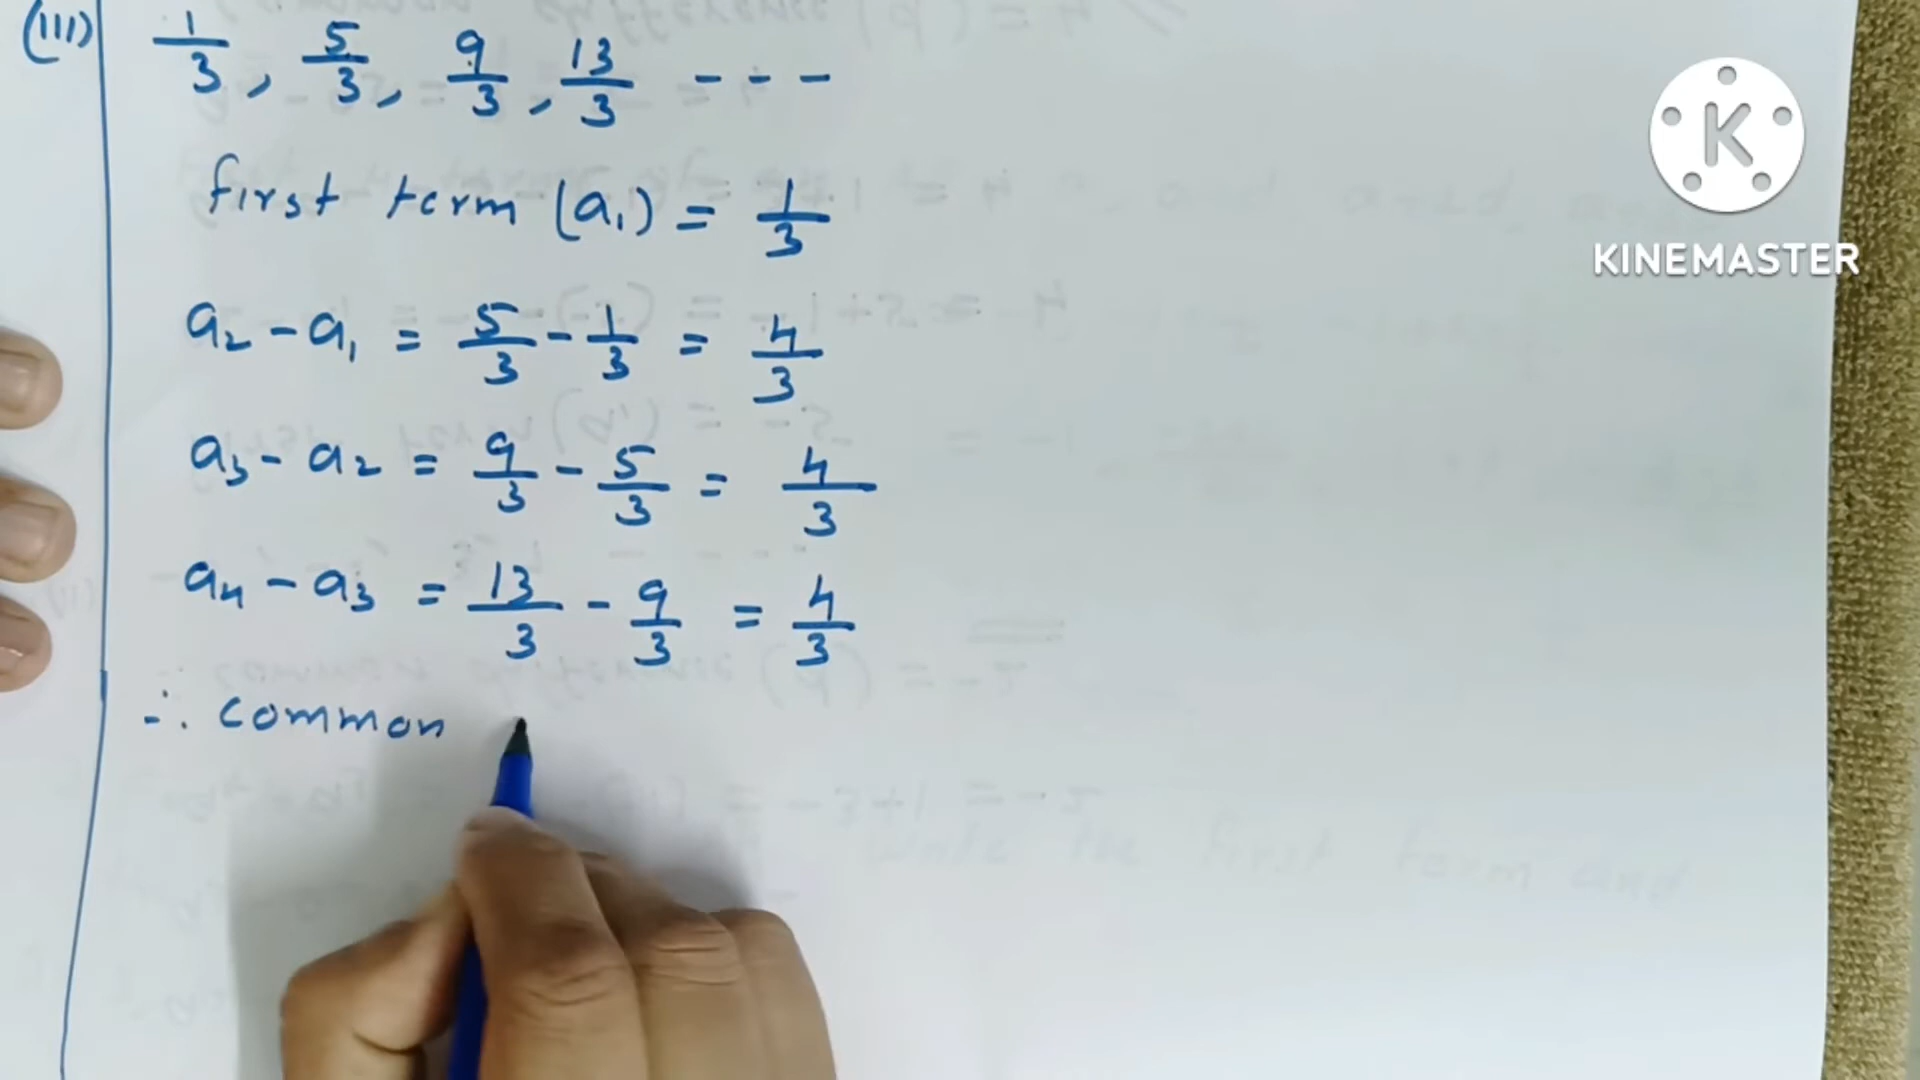 (III) 1/3, 5/3, 9/3, 13/3 - - -
first term (a₁) = 1/3
a₂ - a₁ = 5/3 - 1/3 = 4/3
a₃ - a₂ = 9/3 - 5/3 = 4/3
a₄ - a₃ = 13/3 - 9/3 = 4/3
∴ common
K
KINEMASTER